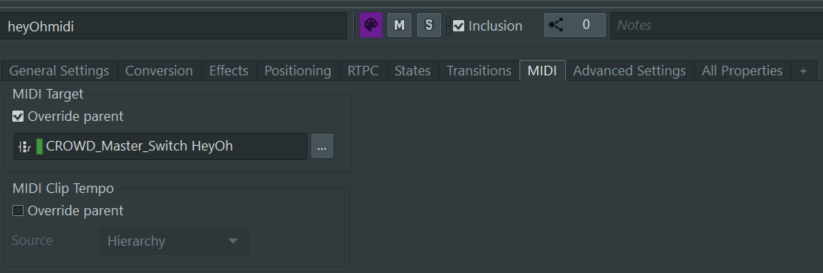 heyOhmidi M S Inclusion 0 Notes
General Settings Conversion Effects Positioning RTPC States Transitions MIDI Advanced Settings All Properties +
MIDI Target
Override parent
CROWD_Master_Switch HeyOh ...
MIDI Clip Tempo
Override parent
Source Hierarchy